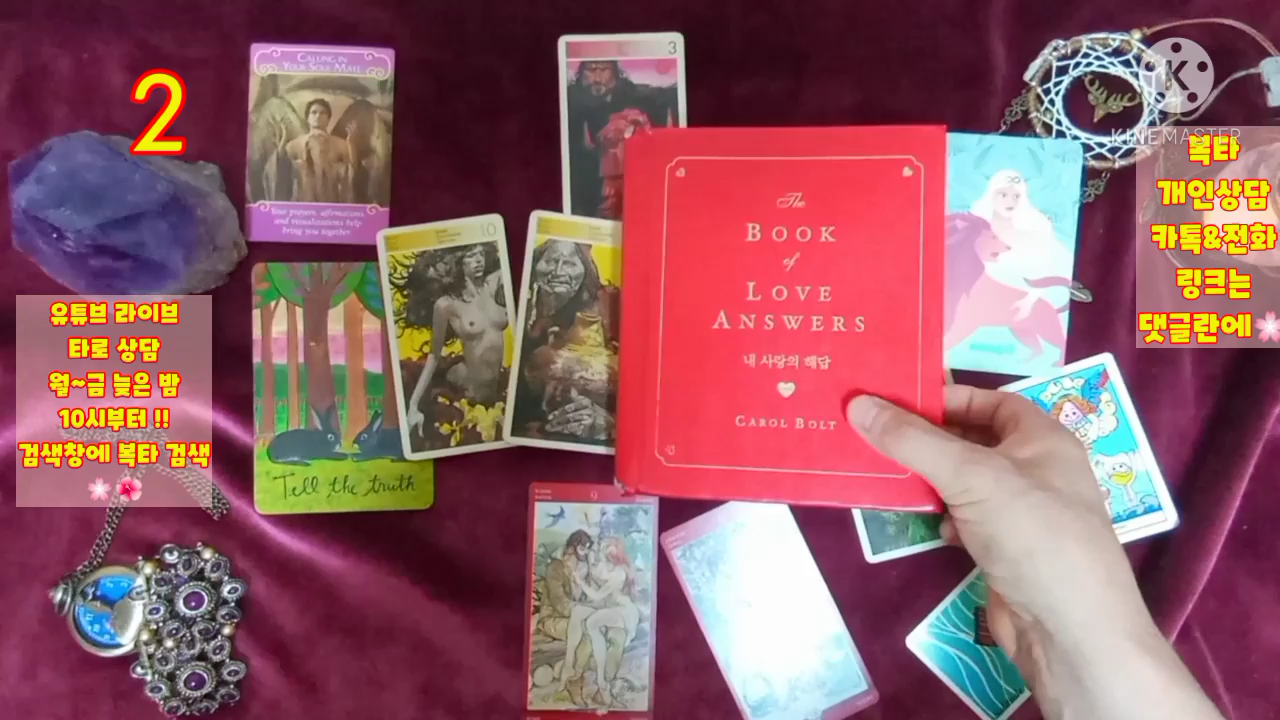 2
CALLING IN
YOUR SOUL MATE
Your prayers, affirmations
and visualizations help
bring you together
Tell the truth
10
3
The
BOOK
of
LOVE
ANSWERS
내 사랑의 해답
CAROL BOLT
9
K
KINEMASTER
복타
개인상담
카톡&전화
링크는
댓글란에🌸
유튜브 라이브
타로 상담
월~금 늦은 밤
10시부터 !!
검색창에 복타 검색
🌸🌺